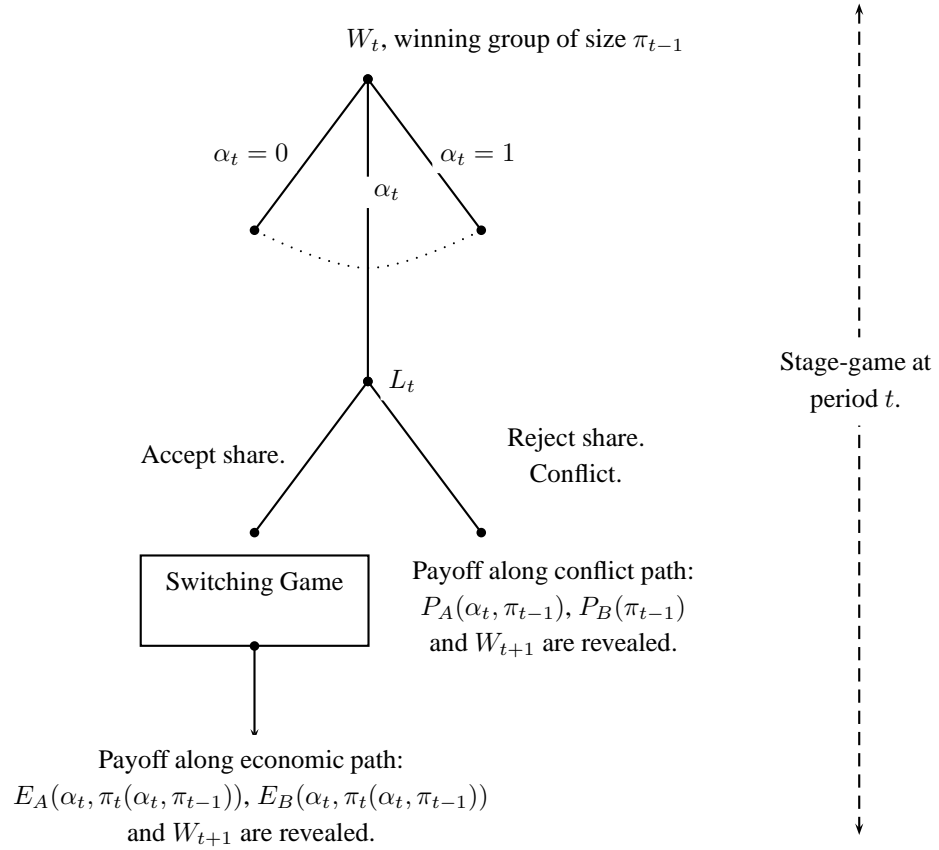 W_t, winning group of size π_{t−1}
α_t = 0
α_t = 1
α_t
Stage-game at
period t.
L_t
Accept share.
Reject share.
Conflict.
Switching Game
Payoff along conflict path:
P_A(α_t, π_{t−1}), P_B(π_{t−1})
and W_{t+1} are revealed.
Payoff along economic path:
E_A(α_t, π_t(α_t, π_{t−1})), E_B(α_t, π_t(α_t, π_{t−1}))
and W_{t+1} are revealed.